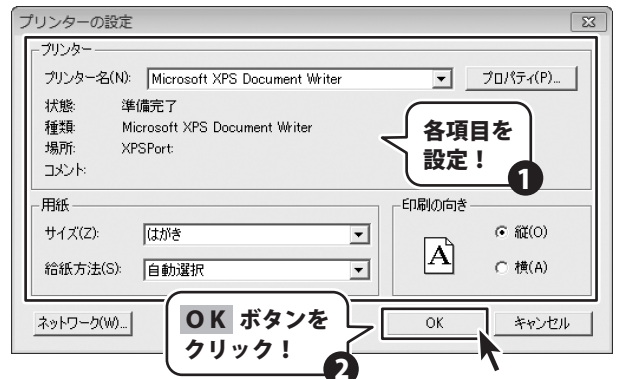 プリンターの設定
プリンター
プリンター名(N): Microsoft XPS Document Writer プロパティ(P)...
状態: 準備完了
種類: Microsoft XPS Document Writer
場所: XPSPort:
コメント:
各項目を
設定！
1
用紙
サイズ(Z): はがき
給紙方法(S): 自動選択
印刷の向き
A
縦(O)
横(A)
ネットワーク(W)...
OK ボタンを
クリック！
2
OK
キャンセル